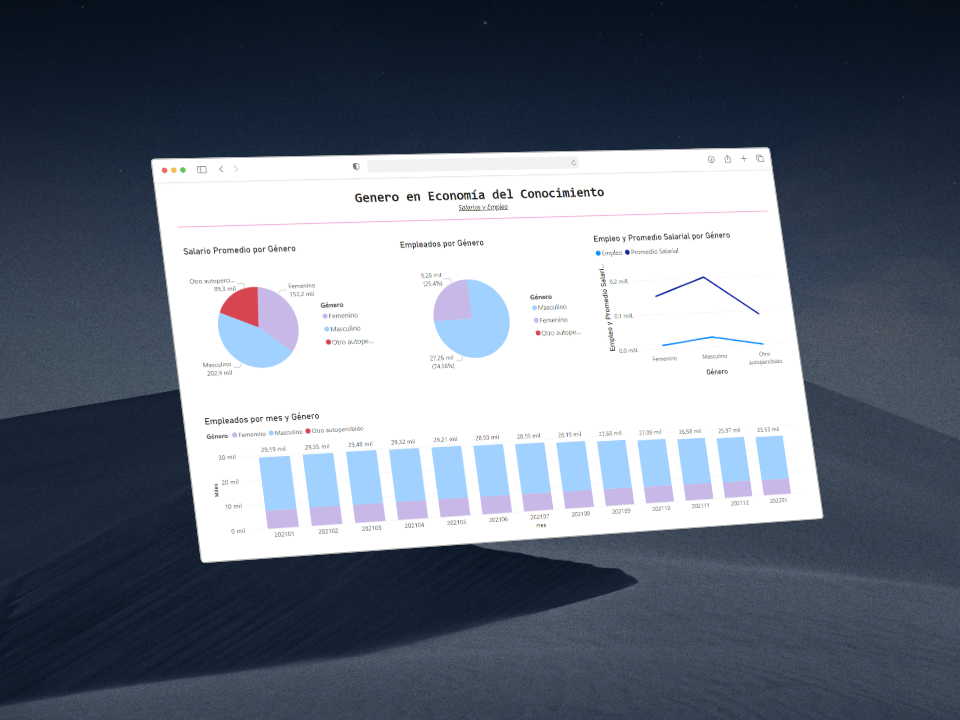 Genero en Economía del Conocimiento
Salarios y Empleo
Salario Promedio por Género
Otro autoperc...
89,3 mil
Femenino
153,2 mil
Masculino
202,9 mil
Género
Femenino
Masculino
Otro autope...
Empleados por Género
9,28 mil
(25.4%)
27,26 mil
(74.56%)
Género
Masculino
Femenino
Otro autope...
Empleo y Promedio Salarial por Género
Empleo
Promedio Salarial
Empleo y Promedio Salari...
0,2 mill.
0,1 mill.
0,0 mill.
Femenino
Masculino
Otro
autopercibido
Género
Empleados por mes y Género
Género
Femenino
Masculino
Otro autopercibido
Miles
30 mil
20 mil
10 mil
0 mil
29,19 mil
29,35 mil
29,48 mil
29,32 mil
29,21 mil
28,93 mil
28,59 mil
28,19 mil
27,68 mil
27,09 mil
26,58 mil
25,97 mil
25,53 mil
202101
202102
202103
202104
202105
202106
202107
202108
202109
202110
202111
202112
202201
mes